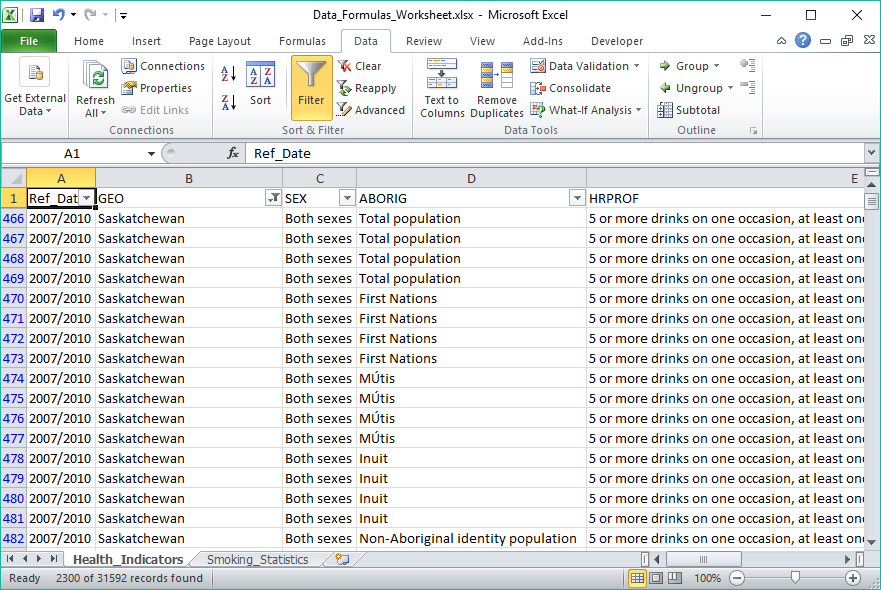 Data_Formulas_Worksheet.xlsx - Microsoft Excel
File Home Insert Page Layout Formulas Data Review View Add-Ins Developer
Get External Data
Refresh All
Connections
Properties
Edit Links
Connections
Sort
Filter
Clear
Reapply
Advanced
Sort & Filter
Text to Columns
Remove Duplicates
Data Validation
Consolidate
What-If Analysis
Data Tools
Group
Ungroup
Subtotal
Outline
A1 fx Ref_Date
A B C D E
1 Ref_Dat GEO SEX ABORIG HRPROF
466 2007/2010 Saskatchewan Both sexes Total population 5 or more drinks on one occasion, at least on
467 2007/2010 Saskatchewan Both sexes Total population 5 or more drinks on one occasion, at least on
468 2007/2010 Saskatchewan Both sexes Total population 5 or more drinks on one occasion, at least on
469 2007/2010 Saskatchewan Both sexes Total population 5 or more drinks on one occasion, at least on
470 2007/2010 Saskatchewan Both sexes First Nations 5 or more drinks on one occasion, at least on
471 2007/2010 Saskatchewan Both sexes First Nations 5 or more drinks on one occasion, at least on
472 2007/2010 Saskatchewan Both sexes First Nations 5 or more drinks on one occasion, at least on
473 2007/2010 Saskatchewan Both sexes First Nations 5 or more drinks on one occasion, at least on
474 2007/2010 Saskatchewan Both sexes MÚtis 5 or more drinks on one occasion, at least on
475 2007/2010 Saskatchewan Both sexes MÚtis 5 or more drinks on one occasion, at least on
476 2007/2010 Saskatchewan Both sexes MÚtis 5 or more drinks on one occasion, at least on
477 2007/2010 Saskatchewan Both sexes MÚtis 5 or more drinks on one occasion, at least on
478 2007/2010 Saskatchewan Both sexes Inuit 5 or more drinks on one occasion, at least on
479 2007/2010 Saskatchewan Both sexes Inuit 5 or more drinks on one occasion, at least on
480 2007/2010 Saskatchewan Both sexes Inuit 5 or more drinks on one occasion, at least on
481 2007/2010 Saskatchewan Both sexes Inuit 5 or more drinks on one occasion, at least on
482 2007/2010 Saskatchewan Both sexes Non-Aboriginal identity population 5 or more drinks on one occasion, at least on
Health_Indicators Smoking_Statistics
Ready 2300 of 31592 records found 100%